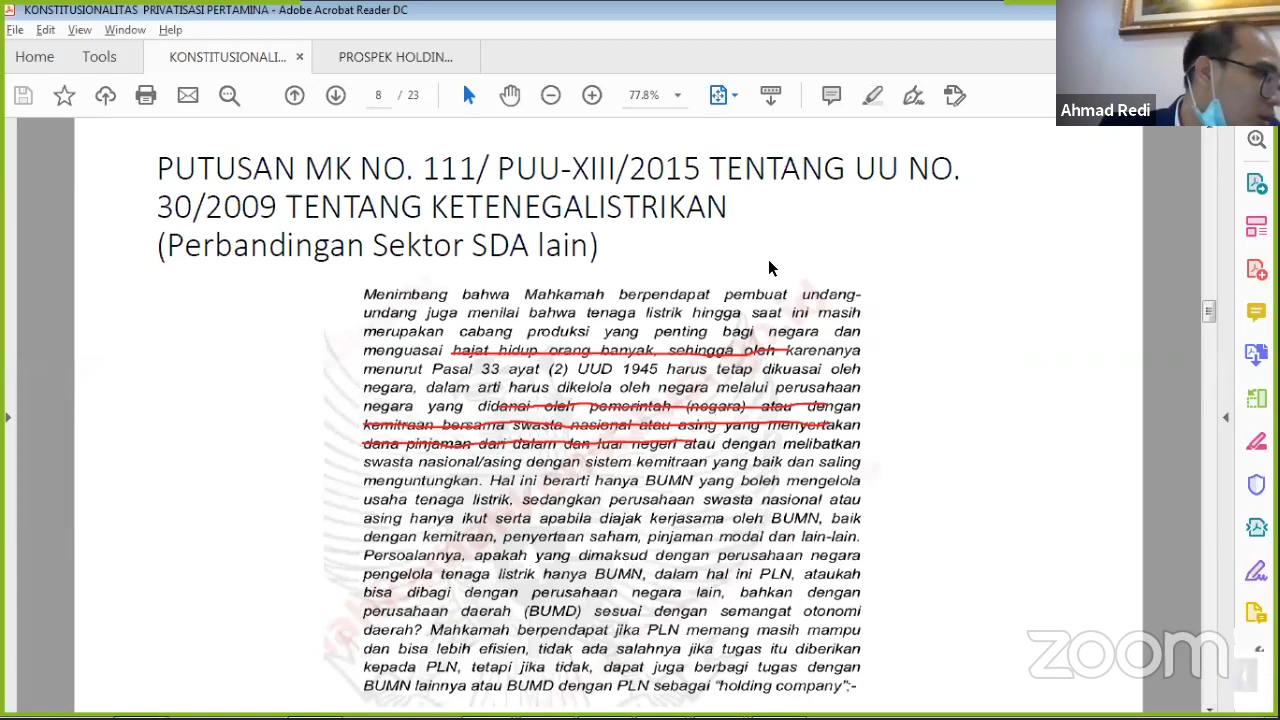 KONSTITUSIONALITAS PRIVATISASI PERTAMINA - Adobe Acrobat Reader DC
File Edit View Window Help
Home Tools KONSTITUSIONALI... × PROSPEK HOLDIN...
8 / 23 77.8%
Ahmad Redi
PUTUSAN MK NO. 111/ PUU-XIII/2015 TENTANG UU NO.
30/2009 TENTANG KETENEGALISTRIKAN
(Perbandingan Sektor SDA lain)
Menimbang bahwa Mahkamah berpendapat pembuat undang-
undang juga menilai bahwa tenaga listrik hingga saat ini masih
merupakan cabang produksi yang penting bagi negara dan
menguasai hajat hidup orang banyak, sehingga oleh karenanya
menurut Pasal 33 ayat (2) UUD 1945 harus tetap dikuasai oleh
negara, dalam arti harus dikelola oleh negara melalui perusahaan
negara yang didanai oleh pemerintah (negara) atau dengan
kemitraan bersama swasta nasional atau asing yang menyertakan
dana pinjaman dari dalam dan luar negeri atau dengan melibatkan
swasta nasional/asing dengan sistem kemitraan yang baik dan saling
menguntungkan. Hal ini berarti hanya BUMN yang boleh mengelola
usaha tenaga listrik, sedangkan perusahaan swasta nasional atau
asing hanya ikut serta apabila diajak kerjasama oleh BUMN, baik
dengan kemitraan, penyertaan saham, pinjaman modal dan lain-lain.
Persoalannya, apakah yang dimaksud dengan perusahaan negara
pengelola tenaga listrik hanya BUMN, dalam hal ini PLN, ataukah
bisa dibagi dengan perusahaan negara lain, bahkan dengan
perusahaan daerah (BUMD) sesuai dengan semangat otonomi
daerah? Mahkamah berpendapat jika PLN memang masih mampu
dan bisa lebih efisien, tidak ada salahnya jika tugas itu diberikan
kepada PLN, tetapi jika tidak, dapat juga berbagi tugas dengan
BUMN lainnya atau BUMD dengan PLN sebagai “holding company”;-
zoom